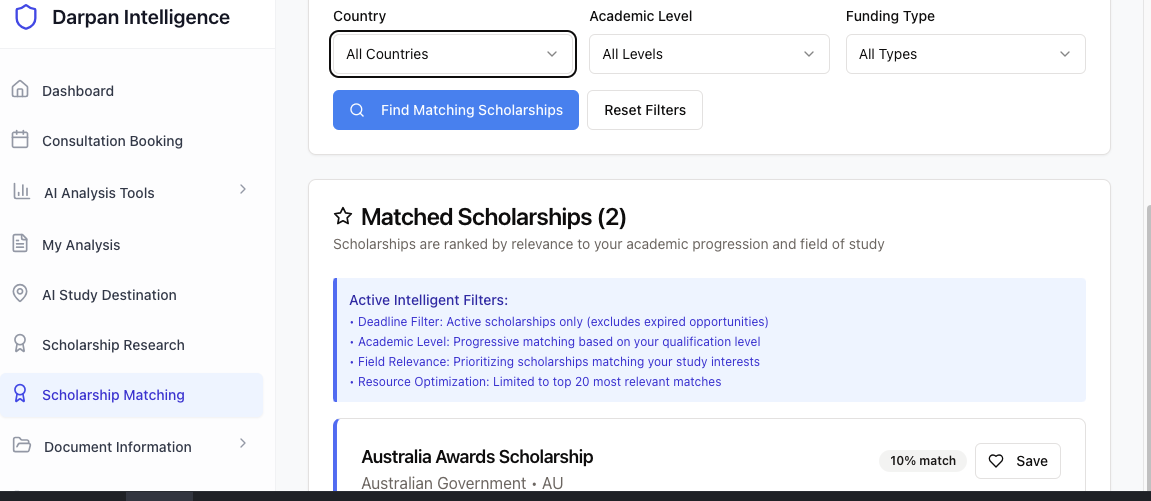 Darpan Intelligence
Dashboard
Consultation Booking
AI Analysis Tools
My Analysis
AI Study Destination
Scholarship Research
Scholarship Matching
Document Information
Country
Academic Level
Funding Type
All Countries
All Levels
All Types
Find Matching Scholarships
Reset Filters
Matched Scholarships (2)
Scholarships are ranked by relevance to your academic progression and field of study
Active Intelligent Filters:
• Deadline Filter: Active scholarships only (excludes expired opportunities)
• Academic Level: Progressive matching based on your qualification level
• Field Relevance: Prioritizing scholarships matching your study interests
• Resource Optimization: Limited to top 20 most relevant matches
Australia Awards Scholarship
10% match
Save
Australian Government • AU